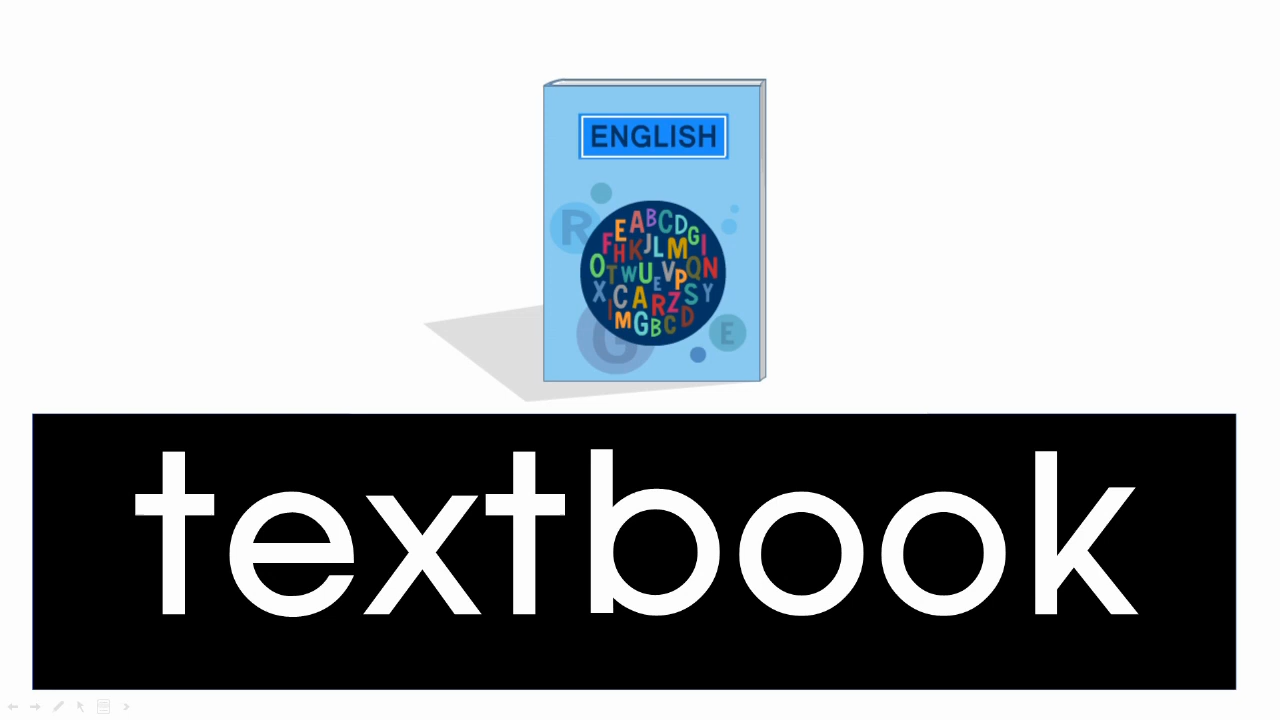 ENGLISH
R
E A B C D G I
F H K J L M
O T W U E V P Q N
X C A R Z S Y
I M G B C D
G
E
textbook